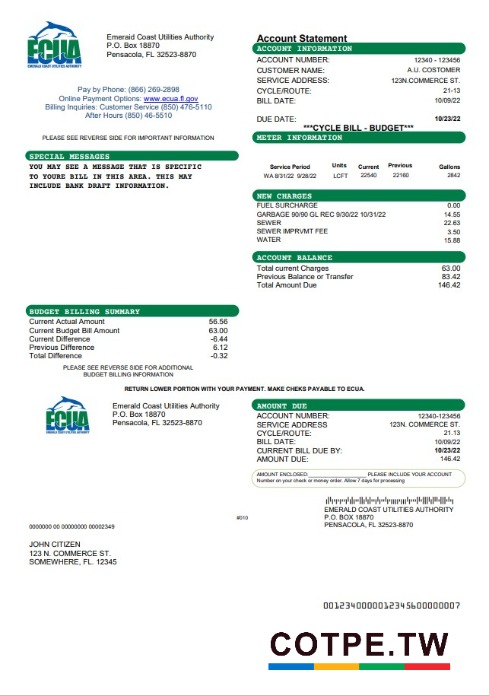 ECUA
EMERALD COAST UTILITIES AUTHORITY
Emerald Coast Utilities Authority
P.O. Box 18870
Pensacola, FL 32523-8870
Pay by Phone: (866) 269-2898
Online Payment Options: www.ecua.fl.gov
Billing Inquiries: Customer Service (850) 476-5110
After Hours (850) 46-5510
PLEASE SEE REVERSE SIDE FOR IMPORTANT INFORMATION
SPECIAL MESSAGES
YOU MAY SEE A MESSAGE THAT IS SPECIFIC
TO YOURE BILL IN THIS AREA. THIS MAY
INCLUDE BANK DRAFT INFORMATION.
Account Statement
ACCOUNT INFORMATION
ACCOUNT NUMBER: 12340 - 123456
CUSTOMER NAME: A.U. COSTOMER
SERVICE ADDRESS: 123N.COMMERCE ST.
CYCLE/ROUTE: 21-13
BILL DATE: 10/09/22
DUE DATE: 10/23/22
***CYCLE BILL - BUDGET***
METER INFORMATION
Service Period Units Current Previous Gallons
WA 8/31/22 9/28/22 LCFT 22540 22160 2842
NEW CHARGES
FUEL SURCHARGE 0.00
GARBAGE 90/90 GL REC 9/30/22 10/31/22 14.55
SEWER 22.63
SEWER IMPRVMT FEE 3.50
WATER 15.88
ACCOUNT BALANCE
Total current Charges 63.00
Previous Balance or Transfer 83.42
Total Amount Due 146.42
BUDGET BILLING SUMMARY
Current Actual Amount 56.56
Current Budget Bill Amount 63.00
Current Difference -6.44
Previous Difference 6.12
Total Difference -0.32
PLEASE SEE REVERSE SIDE FOR ADDITIONAL
BUDGET BILLING INFORMATION
RETURN LOWER PORTION WITH YOUR PAYMENT. MAKE CHEKS PAYABLE TO ECUA.
ECUA
Emerald Coast Utilities Authority
P.O. Box 18870
Pensacola, FL 32523-8870
AMOUNT DUE
ACCOUNT NUMBER: 12340-123456
SERVICE ADDRESS 123N. COMMERCE ST.
CYCLE/ROUTE: 21.13
BILL DATE: 10/09/22
CURRENT BILL DUE BY: 10/23/22
AMOUNT DUE: 146.42
AMOUNT ENCLOSED PLEASE INCLUDE YOUR ACCOUNT
Number on your check or money order. Allow 7 days for processing
EMERALD COAST UTILITIES AUTHORITY
P.O. BOX 18870
PENSACOLA, FL 32523-8870
#010
0000000 00 00000000 00002349
JOHN CITIZEN
123 N. COMMERCE ST.
SOMEWHERE, FL. 12345
001234000001234560000000​7
COTPE.TW